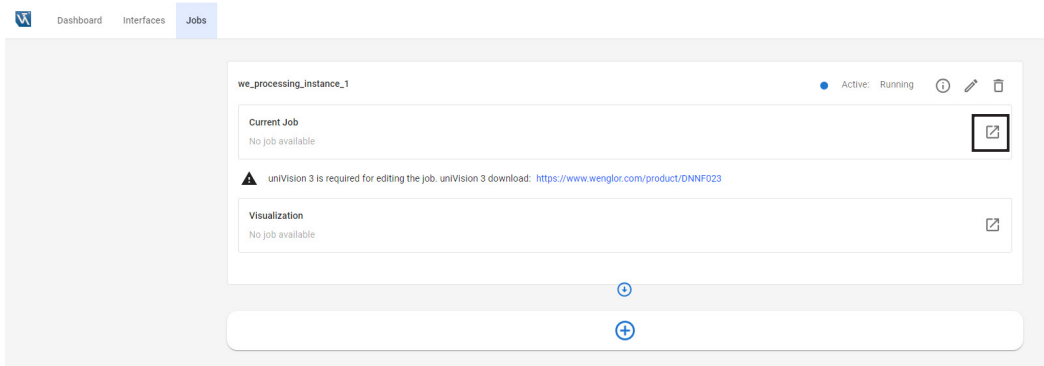 Dashboard Interfaces Jobs
we_processing_instance_1 Active: Running
Current Job
No job available
uniVision 3 is required for editing the job. uniVision 3 download: https://www.wenglor.com/product/DNNF023
Visualization
No job available